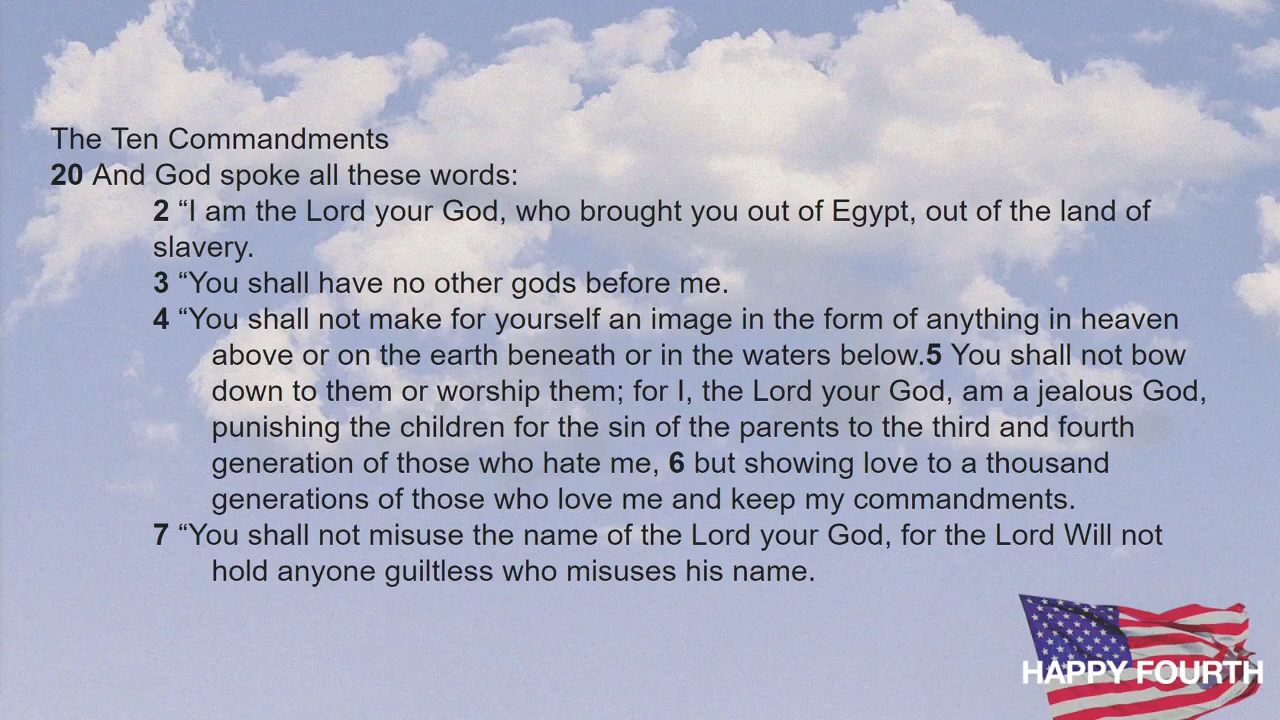 The Ten Commandments
20 And God spoke all these words:
2 “I am the Lord your God, who brought you out of Egypt, out of the land of
slavery.
3 “You shall have no other gods before me.
4 “You shall not make for yourself an image in the form of anything in heaven
above or on the earth beneath or in the waters below.5 You shall not bow
down to them or worship them; for I, the Lord your God, am a jealous God,
punishing the children for the sin of the parents to the third and fourth
generation of those who hate me, 6 but showing love to a thousand
generations of those who love me and keep my commandments.
7 “You shall not misuse the name of the Lord your God, for the Lord Will not
hold anyone guiltless who misuses his name.
HAPPY FOURTH